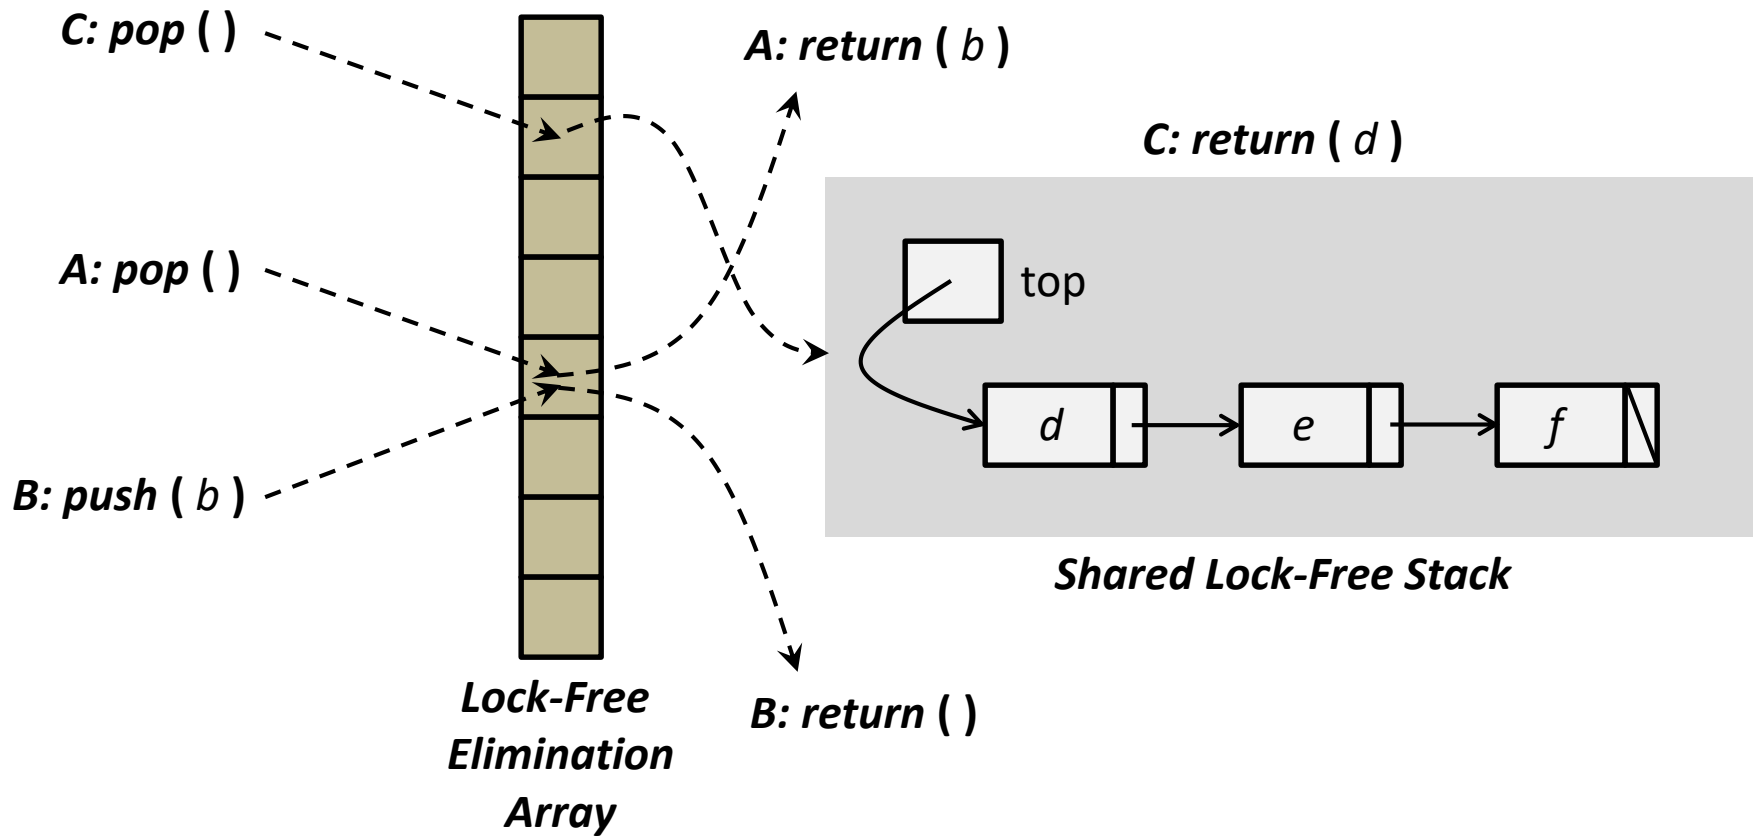 C: pop ( )
A: return ( b )
C: return ( d )
A: pop ( )
top
d
e
f
B: push ( b )
Shared Lock-Free Stack
Lock-Free
Elimination
Array
B: return ( )